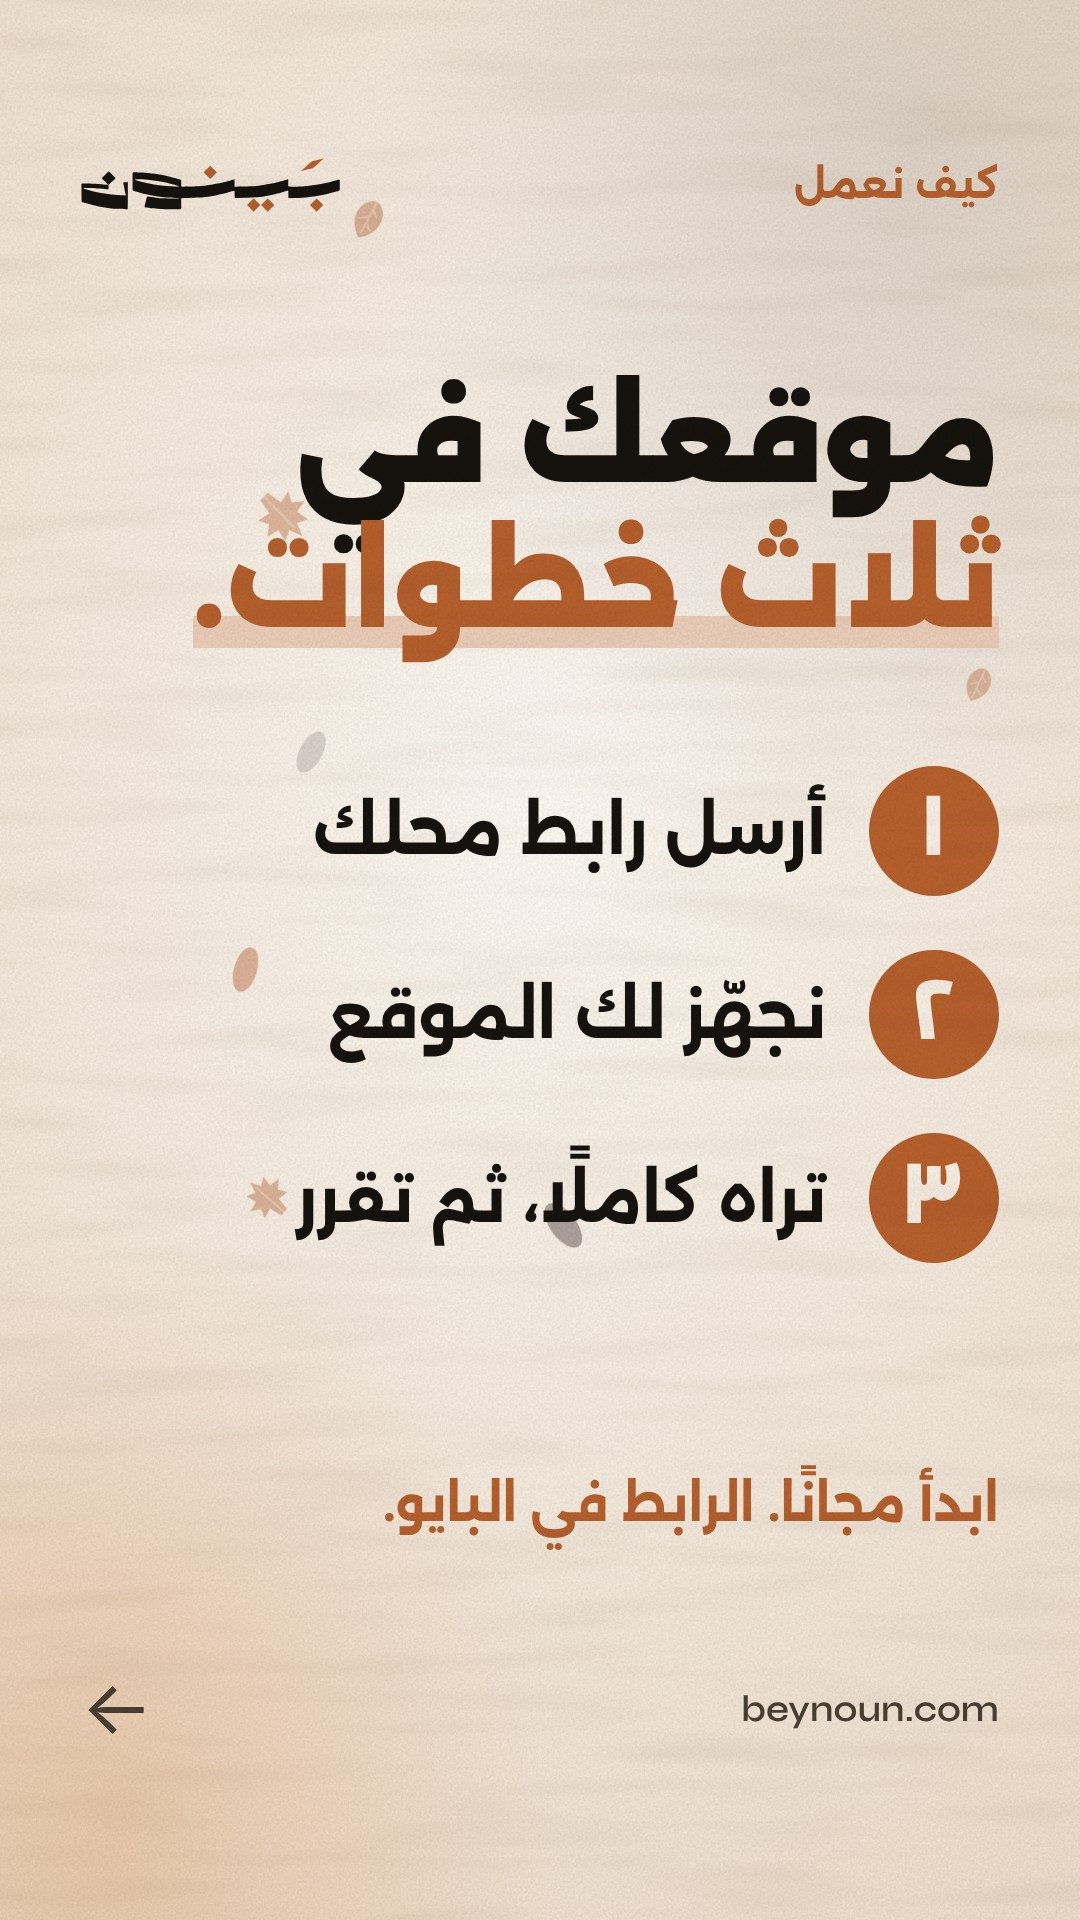 كيف نعمل
بَينون
موقعك في
ثلاث خطوات.
١ أرسل رابط محلك
٢ نجهّز لك الموقع
٣ تراه كاملًا، ثم تقرر
ابدأ مجانًا. الرابط في البايو.
beynoun.com